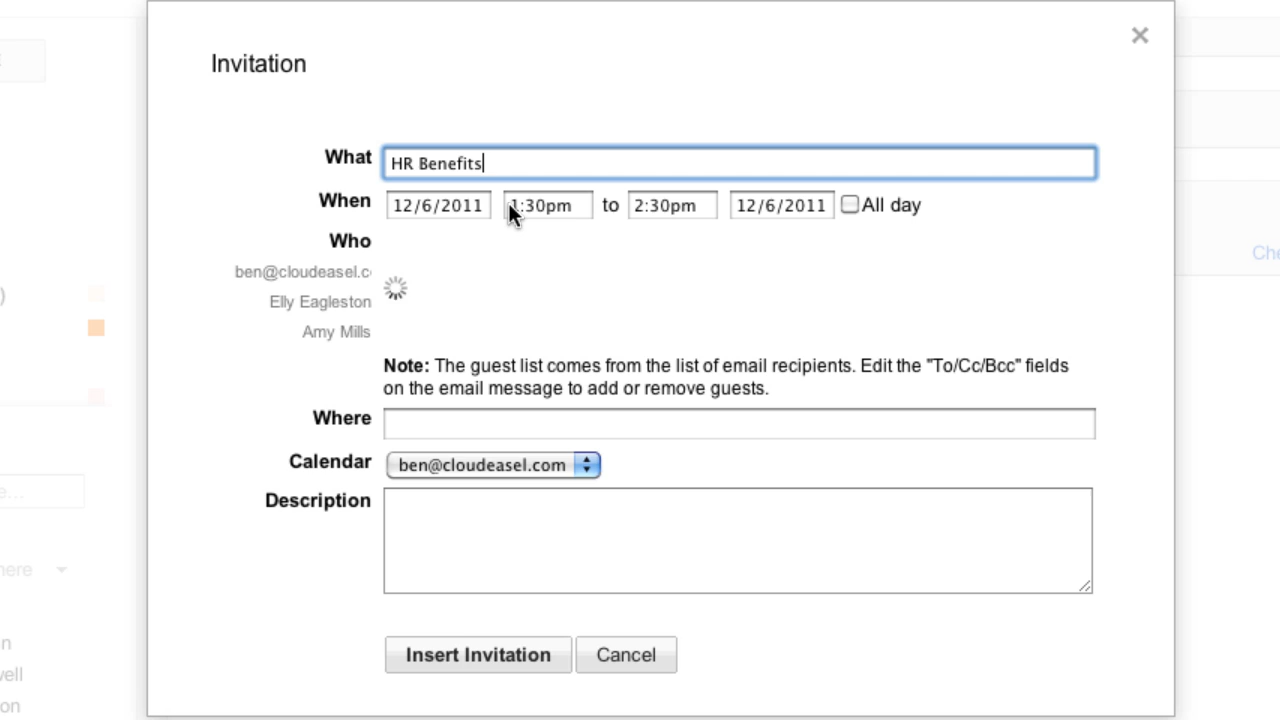 ×
Invitation
What HR Benefits
When 12/6/2011 1:30pm to 2:30pm 12/6/2011 All day
Who
ben@cloudeasel.c
Elly Eagleston
Amy Mills
Note: The guest list comes from the list of email recipients. Edit the "To/Cc/Bcc" fields
on the email message to add or remove guests.
Where
Calendar ben@cloudeasel.com
Description
Insert Invitation Cancel